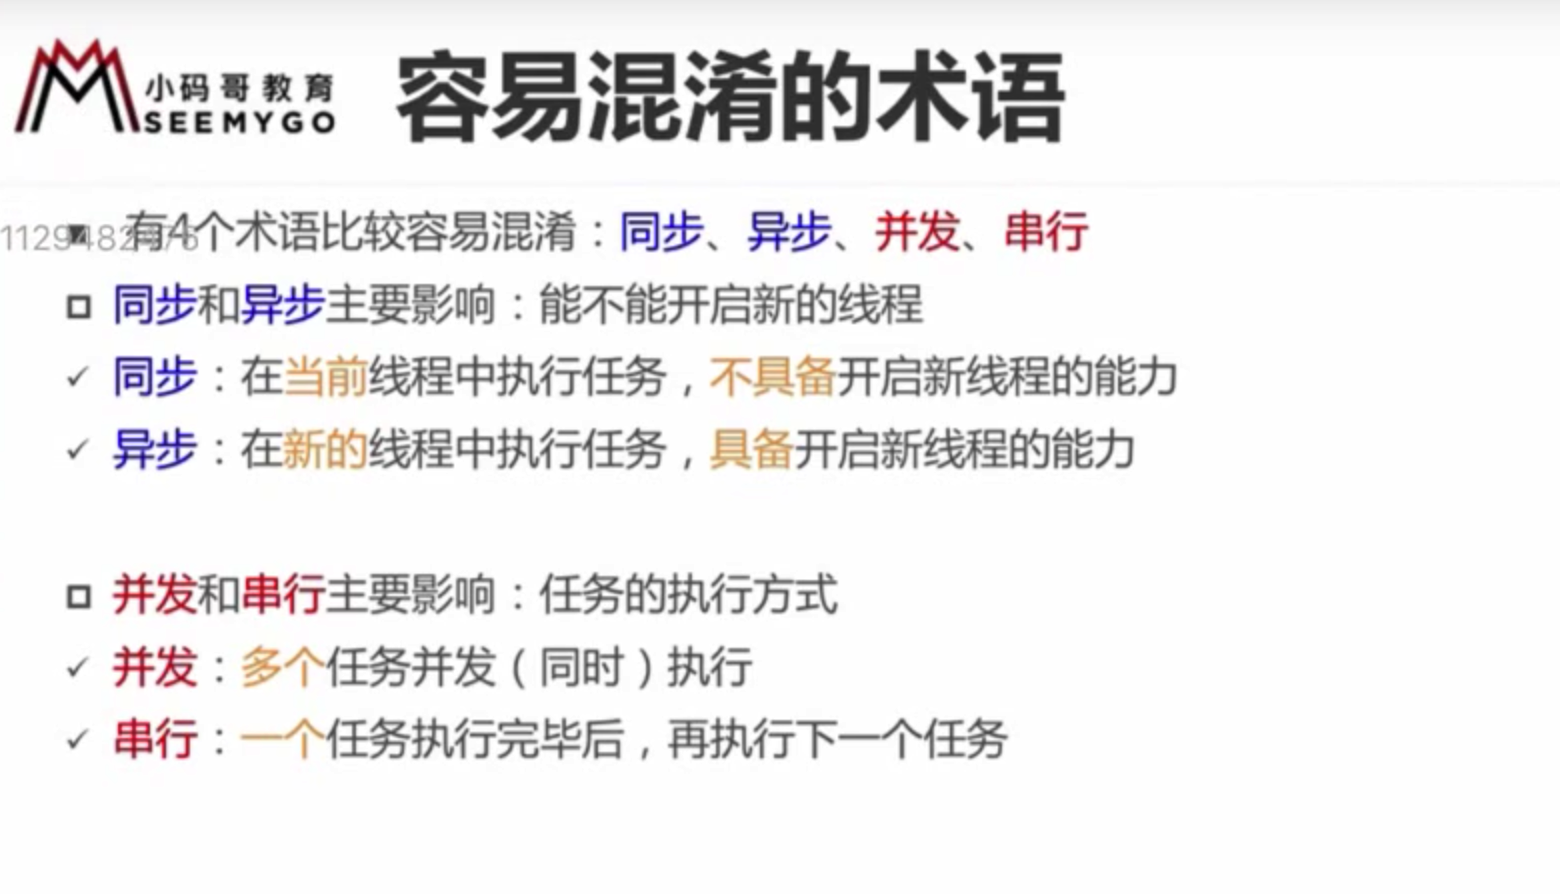 小码哥教育
SEEMYGO
容易混淆的术语
有4个术语比较容易混淆：同步、异步、并发、串行
同步和异步主要影响：能不能开启新的线程
同步：在当前线程中执行任务，不具备开启新线程的能力
异步：在新的线程中执行任务，具备开启新线程的能力
并发和串行主要影响：任务的执行方式
并发：多个任务并发（同时）执行
串行：一个任务执行完毕后，再执行下一个任务